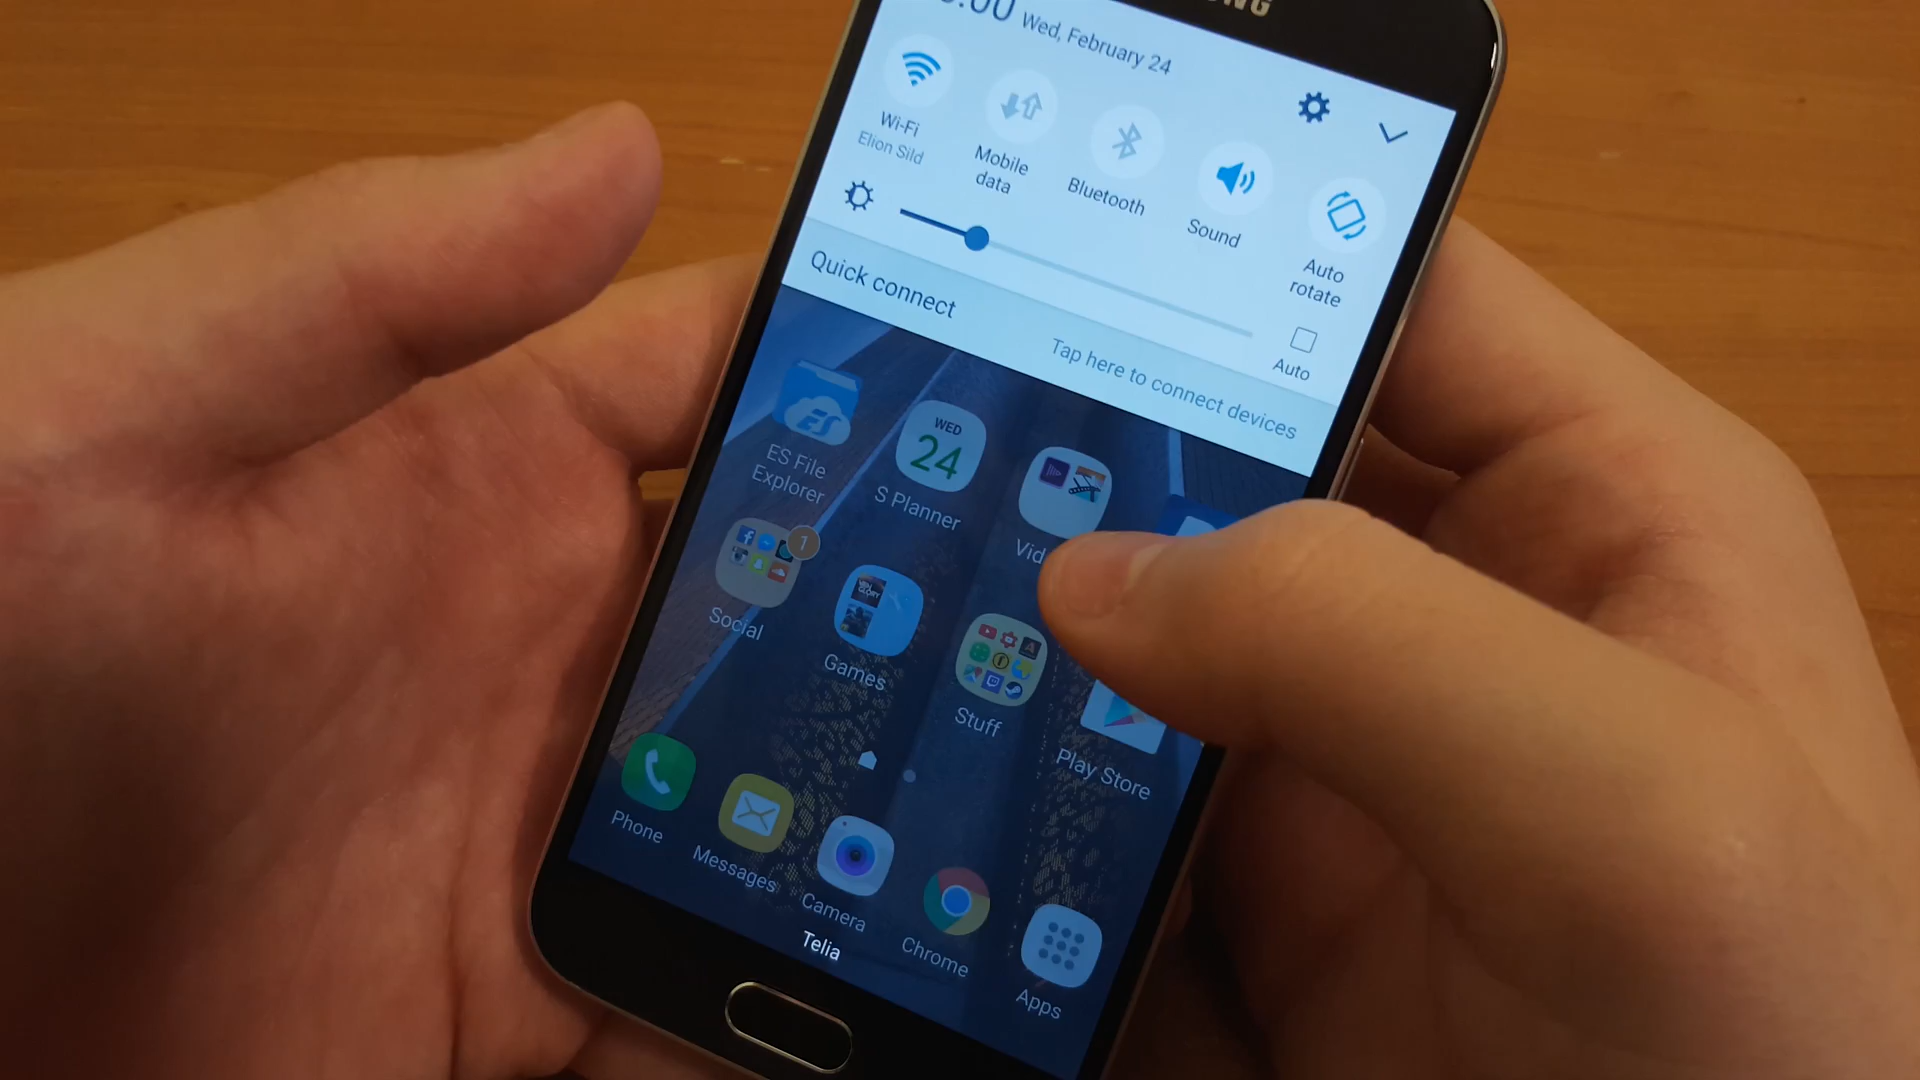 Wed, February 24
Wi-Fi
Elion Sild
Mobile
data
Bluetooth
Sound
Auto
rotate
Auto
Quick connect
Tap here to connect devices
ES
ES File
Explorer
WED
24
S Planner
1
Social
Games
Stuff
Play Store
Phone
Messages
Camera
Chrome
Apps
Telia